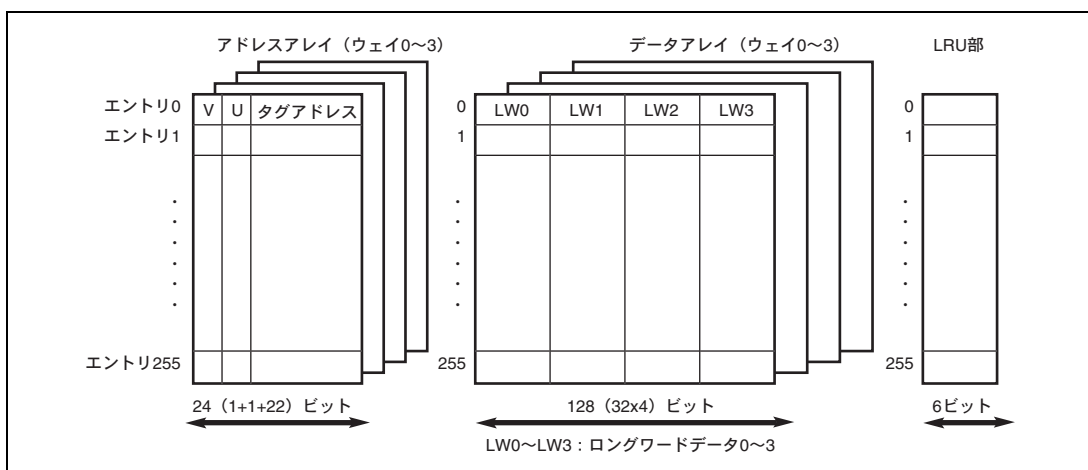 アドレスアレイ（ウェイ0～3）
データアレイ（ウェイ0～3）
LRU部
エントリ0
V
U
タグアドレス
0
LW0
LW1
LW2
LW3
0
エントリ1
1
1
エントリ255
255
255
24（1+1+22）ビット
128（32x4）ビット
6ビット
LW0～LW3：ロングワードデータ0～3